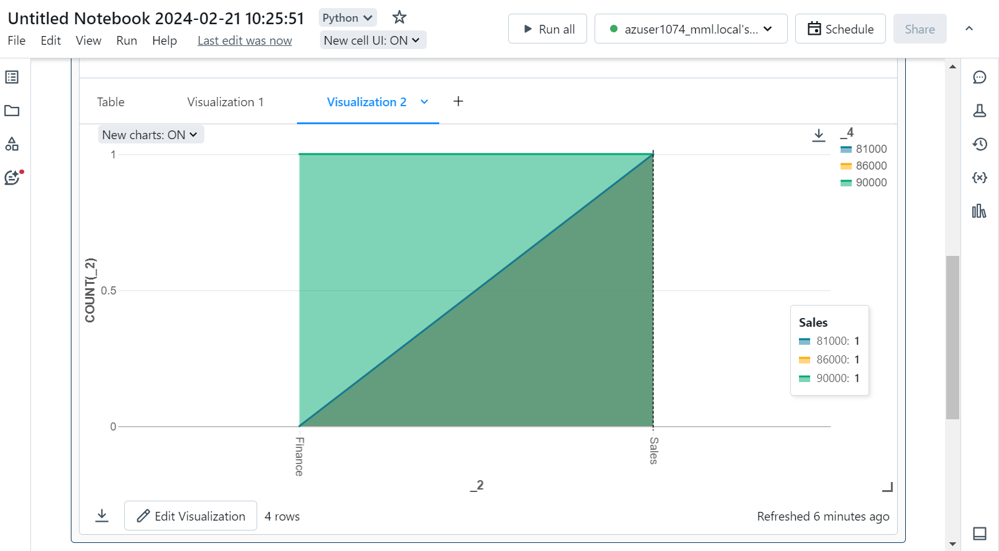 Untitled Notebook 2024-02-21 10:25:51
Python
File Edit View Run Help Last edit was now
New cell UI: ON
Run all
azuser1074_mml.local's...
Schedule
Share
Table Visualization 1 Visualization 2 +
New charts: ON
_4
81000
86000
90000
1
0.5
0
COUNT(_2)
Finance
Sales
_2
Sales
81000: 1
86000: 1
90000: 1
Edit Visualization 4 rows
Refreshed 6 minutes ago